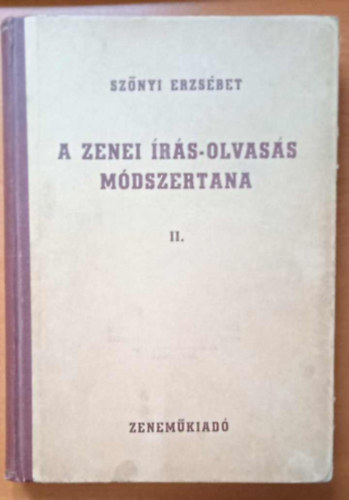 SZŐNYI ERZSÉBET
A ZENEI ÍRÁS-OLVASÁS
MÓDSZERTANA
II.
ZENEMŰKIADÓ